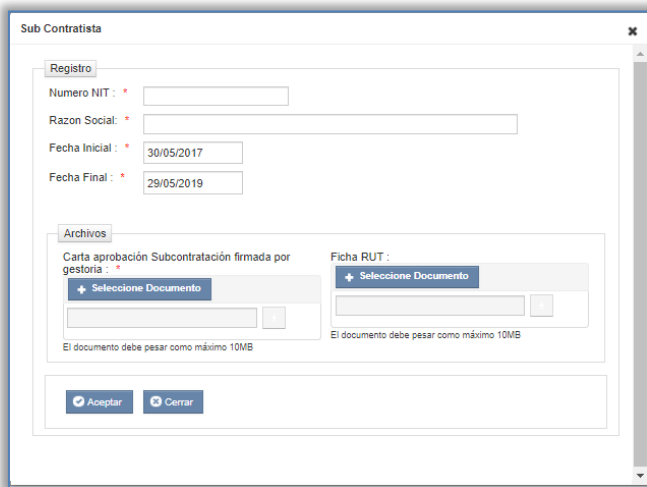 Sub Contratista
Registro
Numero NIT : *
Razon Social: *
Fecha Inicial : * 30/05/2017
Fecha Final : * 29/05/2019
Archivos
Carta aprobación Subcontratación firmada por
gestoria : *
Seleccione Documento
El documento debe pesar como máximo 10MB
Ficha RUT :
Seleccione Documento
El documento debe pesar como máximo 10MB
Aceptar Cerrar